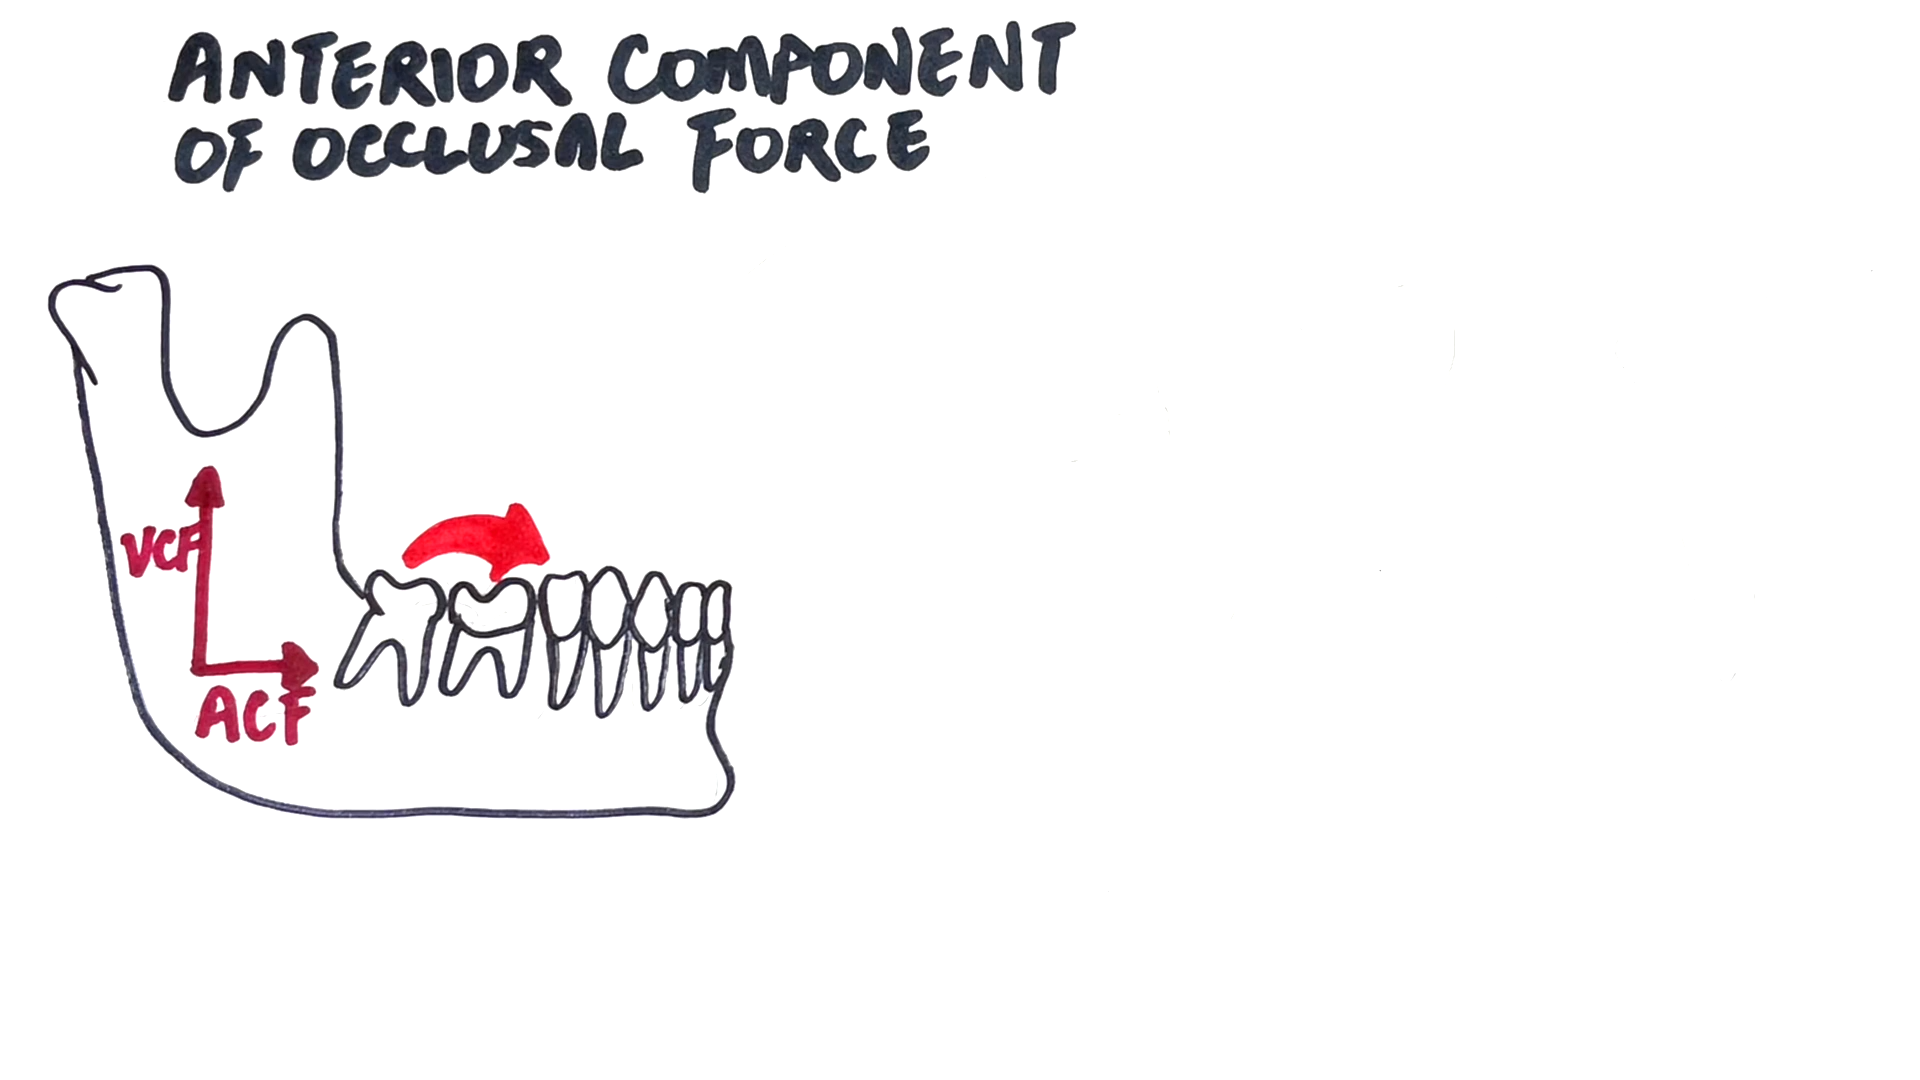 ANTERIOR COMPONENT
OF OCCLUSAL FORCE
VCF
ACF